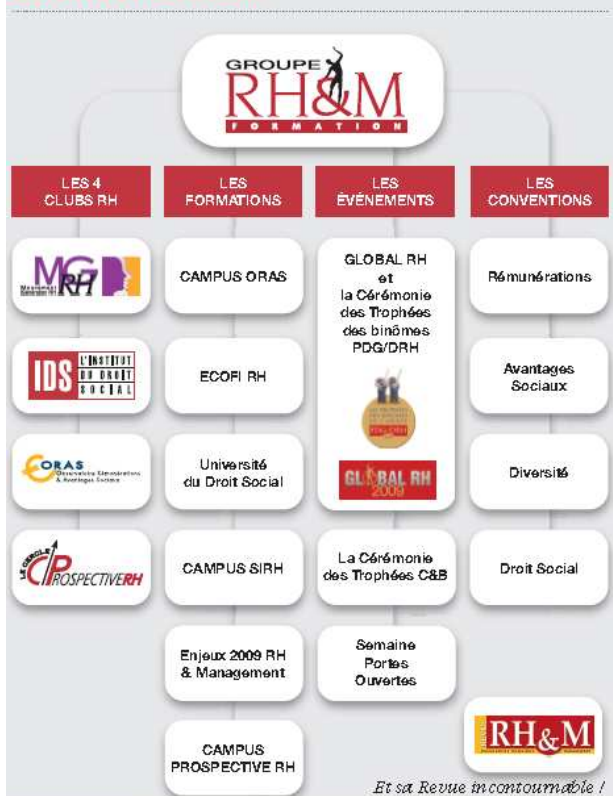 GROUPE
RH&M
FORMATION
LES 4
CLUBS RH
LES
FORMATIONS
LES
ÉVÉNEMENTS
LES
CONVENTIONS
MG
RH
IDS
L'INSTITUT
DU DROIT
SOCIAL
ORAS
Observatoire Rémunérations
& Avantages Sociaux
LE CERCLE
PROSPECTIVERH
CAMPUS ORAS
ECOFI RH
Université
du Droit Social
CAMPUS SIRH
Enjeux 2009 RH
& Management
CAMPUS
PROSPECTIVE RH
GLOBAL RH
et
la Cérémonie
des Trophées
des binômes
PDG/DRH
GLOBAL RH
2009
La Cérémonie
des Trophées C&B
Semaine
Portes
Ouvertes
Rémunérations
Avantages
Sociaux
Diversité
Droit Social
RH&M
Et sa Revue incontournable !